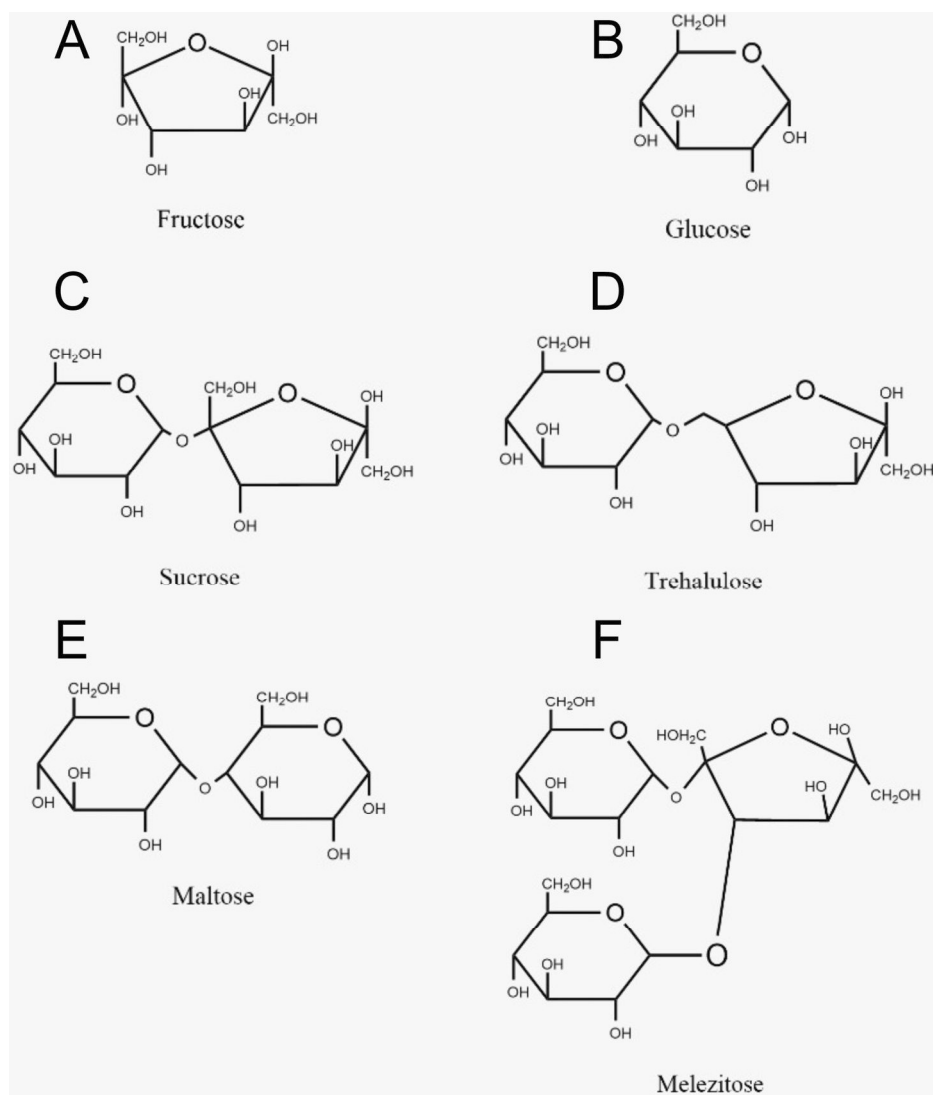 A
B
CH₂OH
O
OH
OH
OH
CH₂OH
OH
Fructose
CH₂OH
O
OH
OH
OH
OH
Glucose
C
D
CH₂OH
O
CH₂OH
O
OH
OH
OH
O
OH
CH₂OH
OH
OH
Sucrose
CH₂OH
O
O
OH
OH
O
OH
OH
CH₂OH
OH
OH
Trehalulose
E
F
CH₂OH
O
CH₂OH
O
OH
OH
O
OH
OH
OH
OH
Maltose
CH₂OH
O
HOH₂C
O
HO
OH
O
HO
CH₂OH
OH
OH
CH₂OH
O
O
OH
OH
OH
Melezitose